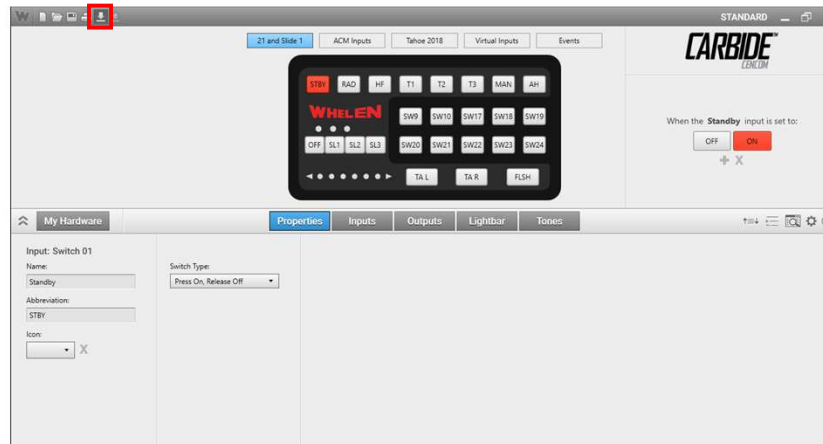 W STANDARD
21 and Slide 1 ACM Inputs Tahoe 2018 Virtual Inputs Events
CARBIDE™
CENCOM
STBY RAD HF T1 T2 T3 MAN AH
WHELEN
SW9 SW10 SW17 SW18 SW19
OFF SL1 SL2 SL3 SW20 SW21 SW22 SW23 SW24
TA L TA R FLSH
When the Standby input is set to:
OFF ON
+ X
My Hardware Properties Inputs Outputs Lightbar Tones
Input: Switch 01
Name:
Standby
Abbreviation:
STBY
Icon:
X
Switch Type:
Press On, Release Off